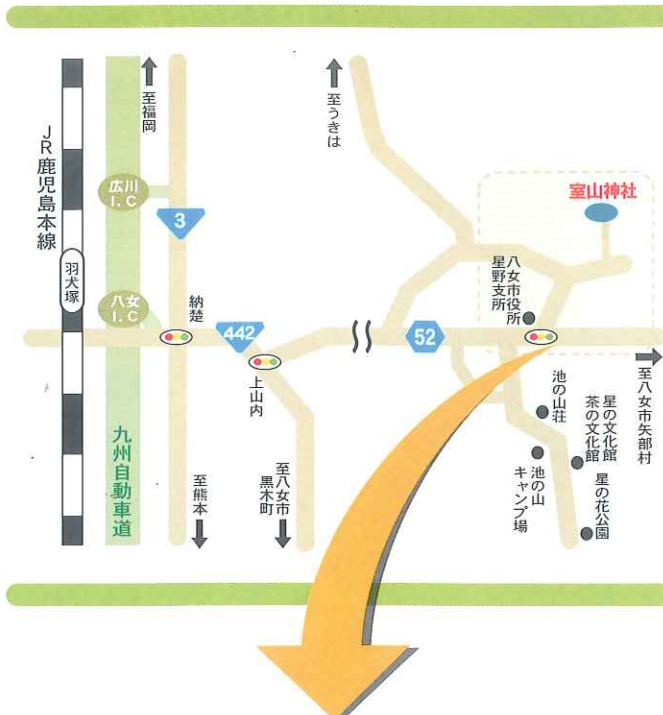 JR鹿児島本線
羽犬塚
九州自動車道
広川
I.C
八女
I.C
至福岡
3
納楚
442
上山内
至熊本
至八女市
黒木町
至うきは
52
八女市役所
星野支所
室山神社
至八女市矢部村
池の山荘
池の山
キャンプ場
星の文化館
茶の文化館
星の花公園